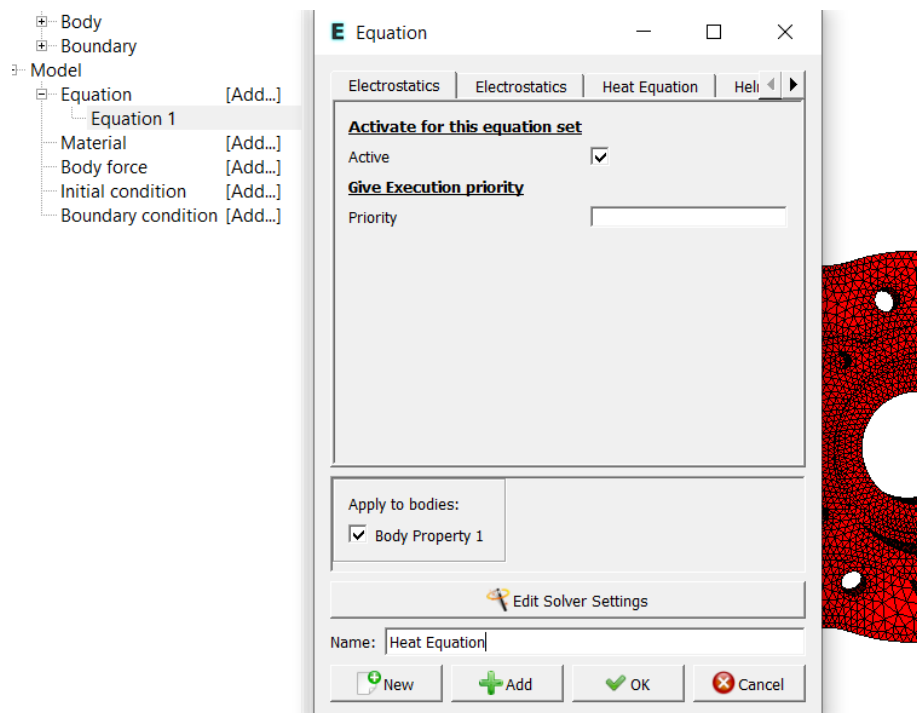 Body
Boundary
Model
Equation [Add...]
Equation 1
Material [Add...]
Body force [Add...]
Initial condition [Add...]
Boundary condition [Add...]
E Equation
Electrostatics Electrostatics Heat Equation
Activate for this equation set
Active
Give Execution priority
Priority
Apply to bodies:
Body Property 1
Edit Solver Settings
Name: Heat Equation
New Add OK Cancel